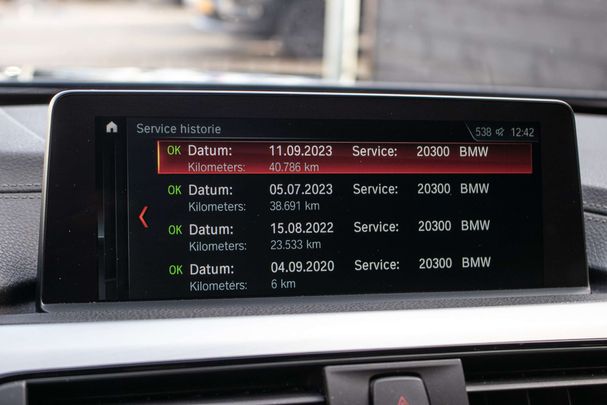 Service historie 538 12:42
OK Datum: 11.09.2023 Service: 20300 BMW
Kilometers: 40.786 km
OK Datum: 05.07.2023 Service: 20300 BMW
Kilometers: 38.691 km
OK Datum: 15.08.2022 Service: 20300 BMW
Kilometers: 23.533 km
OK Datum: 04.09.2020 Service: 20300 BMW
Kilometers: 6 km